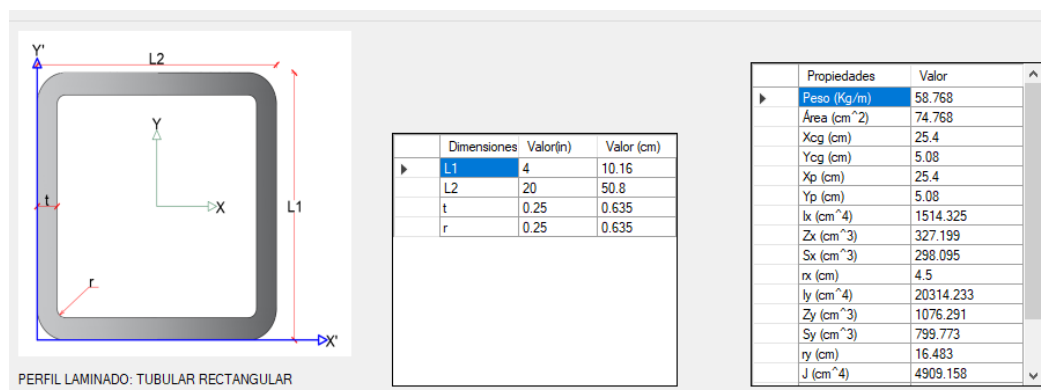 Y'
L2
Y
t
X
L1
r
X'
PERFIL LAMINADO: TUBULAR RECTANGULAR
Dimensiones Valor(in) Valor (cm)
L1 4 10.16
L2 20 50.8
t 0.25 0.635
r 0.25 0.635
Propiedades Valor
Peso (Kg/m) 58.768
Área (cm^2) 74.768
Xcg (cm) 25.4
Ycg (cm) 5.08
Xp (cm) 25.4
Yp (cm) 5.08
Ix (cm^4) 1514.325
Zx (cm^3) 327.199
Sx (cm^3) 298.095
rx (cm) 4.5
Iy (cm^4) 20314.233
Zy (cm^3) 1076.291
Sy (cm^3) 799.773
ry (cm) 16.483
J (cm^4) 4909.158